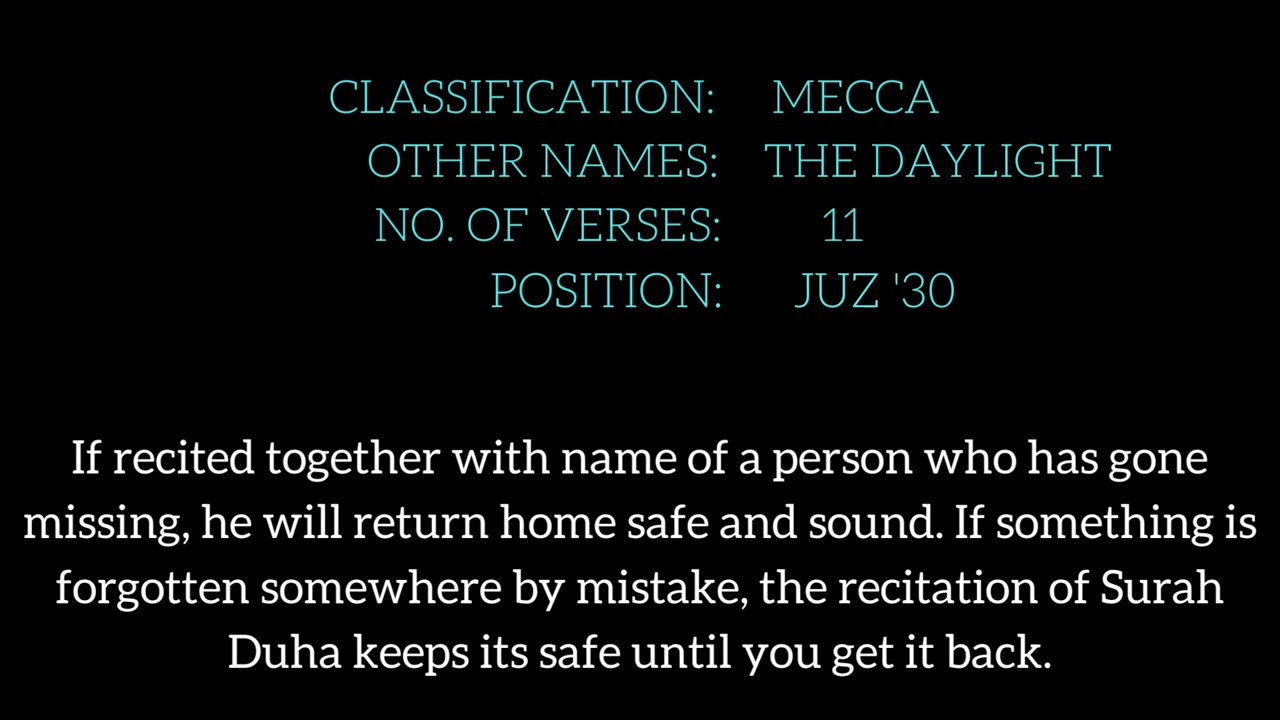 CLASSIFICATION: MECCA
OTHER NAMES: THE DAYLIGHT
NO. OF VERSES: 11
POSITION: JUZ '30
If recited together with name of a person who has gone
missing, he will return home safe and sound. If something is
forgotten somewhere by mistake, the recitation of Surah
Duha keeps its safe until you get it back.